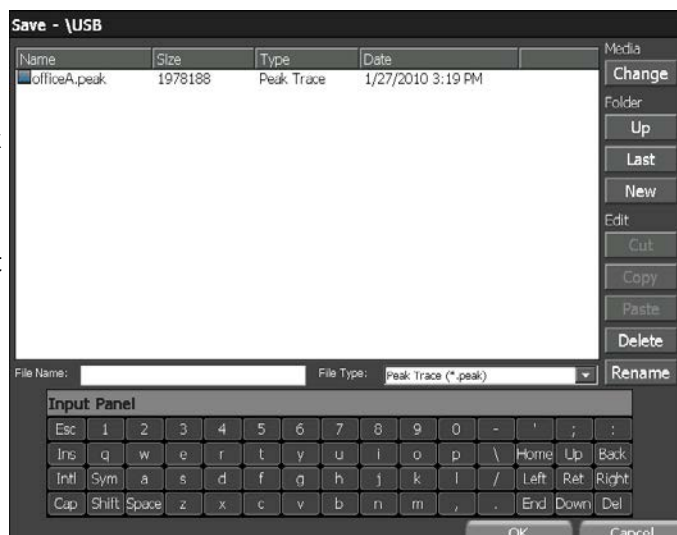 Save - \USB
Name Size Type Date
officeA.peak 1978188 Peak Trace 1/27/2010 3:19 PM
Media
Change
Folder
Up
Last
New
Edit
Cut
Copy
Paste
Delete
Rename
File Name: File Type: Peak Trace (*.peak)
Input Panel
Esc 1 2 3 4 5 6 7 8 9 0 - ' ; :
Ins q w e r t y u i o p \ Home Up Back
Intl Sym a s d f g h j k l / Left Ret Right
Cap Shift Space z x c v b n m , . End Down Del
OK Cancel